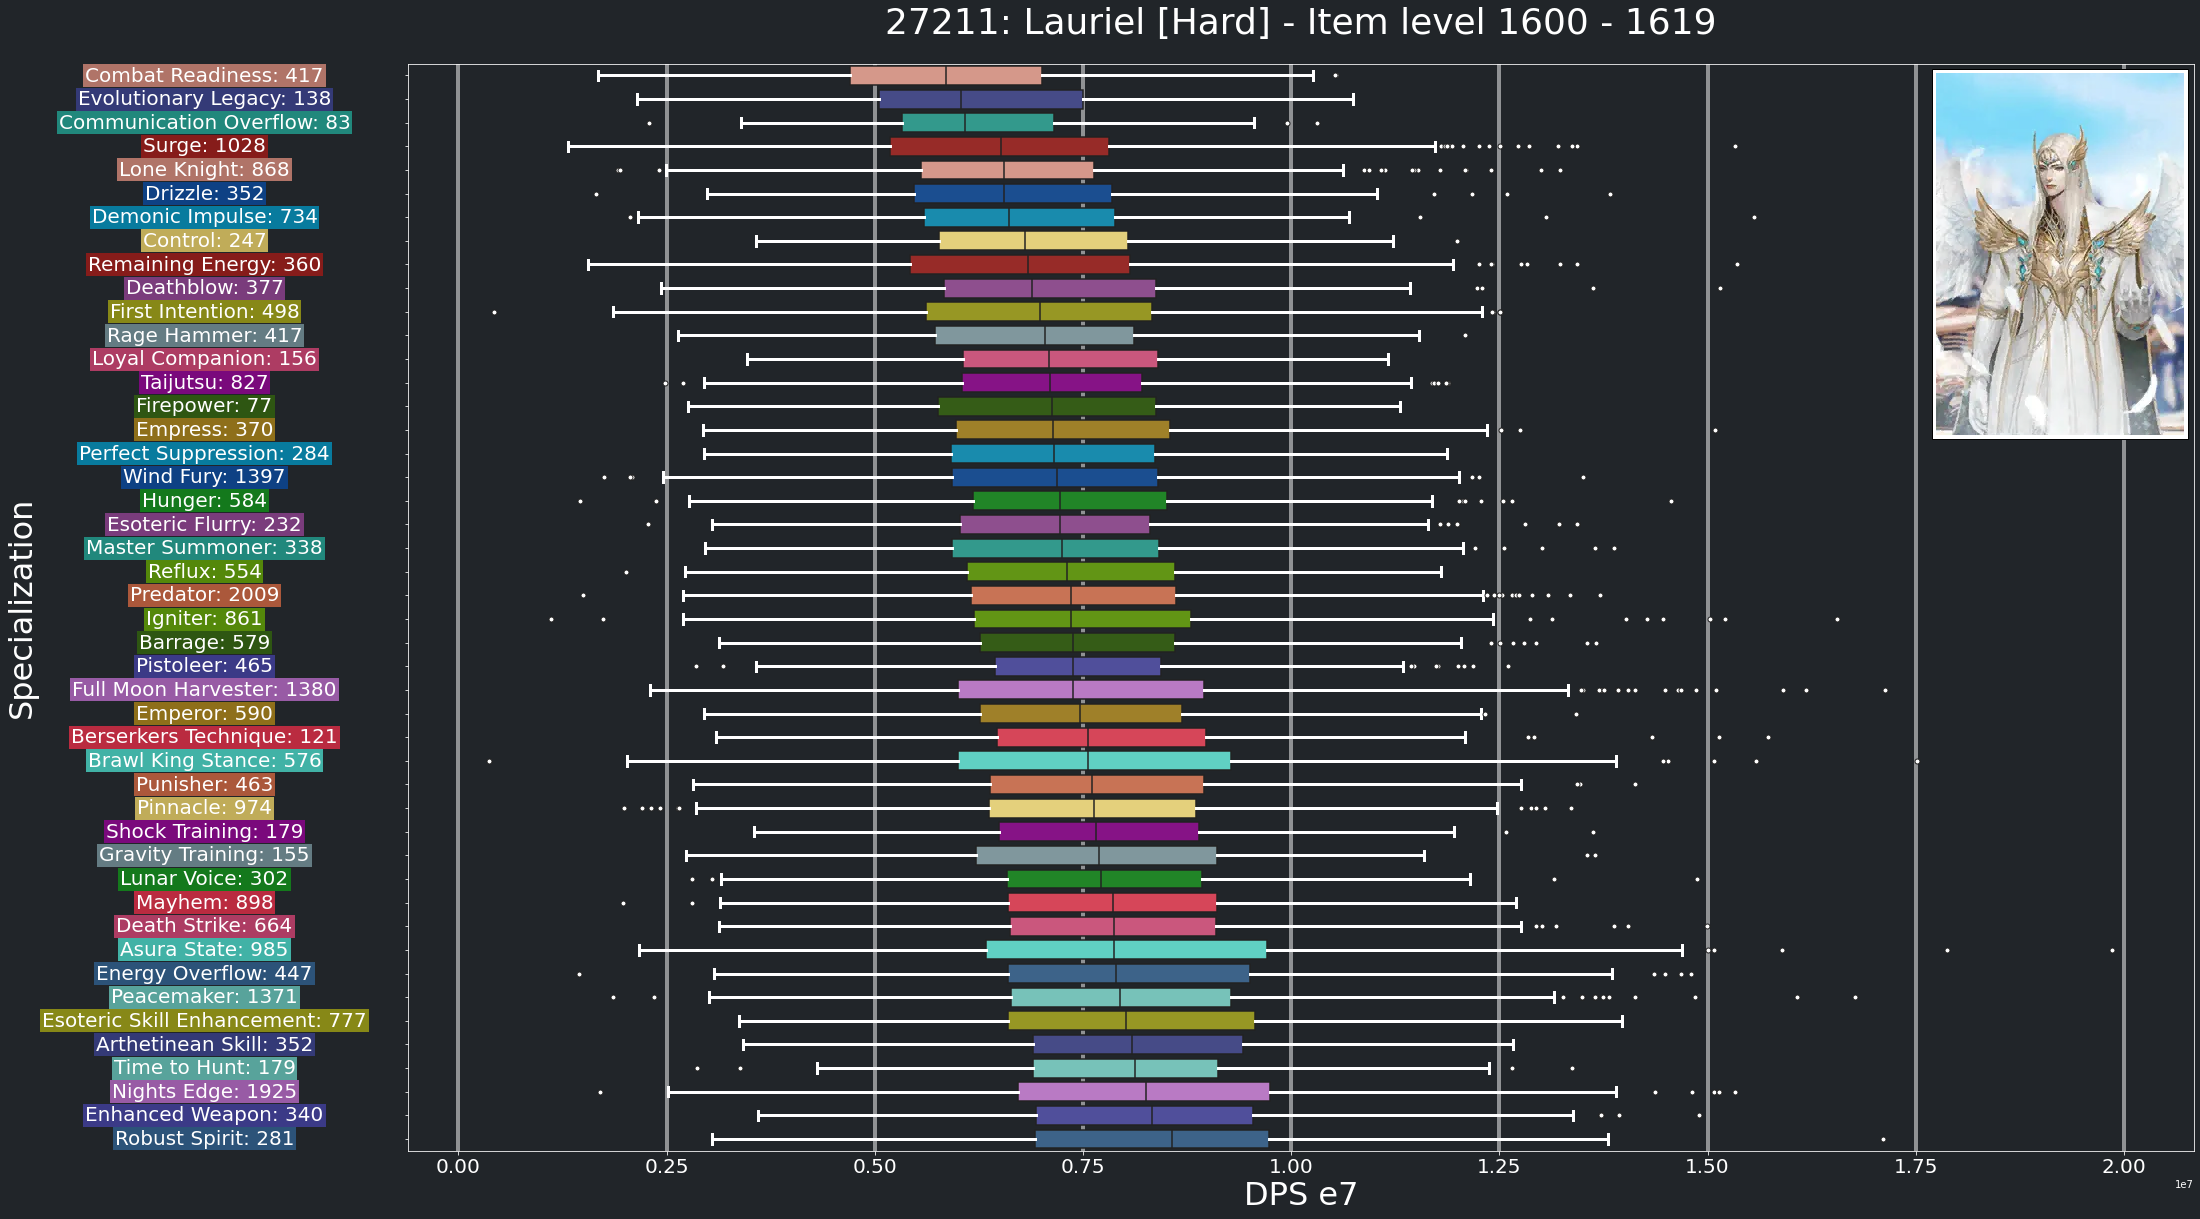 27211: Lauriel [Hard] - Item level 1600 - 1619
Combat Readiness: 417
Evolutionary Legacy: 138
Communication Overflow: 83
Surge: 1028
Lone Knight: 868
Drizzle: 352
Demonic Impulse: 734
Control: 247
Remaining Energy: 360
Deathblow: 377
First Intention: 498
Rage Hammer: 417
Loyal Companion: 156
Taijutsu: 827
Firepower: 77
Empress: 370
Perfect Suppression: 284
Wind Fury: 1397
Hunger: 584
Esoteric Flurry: 232
Master Summoner: 338
Reflux: 554
Predator: 2009
Igniter: 861
Barrage: 579
Pistoleer: 465
Full Moon Harvester: 1380
Emperor: 590
Berserkers Technique: 121
Brawl King Stance: 576
Punisher: 463
Pinnacle: 974
Shock Training: 179
Gravity Training: 155
Lunar Voice: 302
Mayhem: 898
Death Strike: 664
Asura State: 985
Energy Overflow: 447
Peacemaker: 1371
Esoteric Skill Enhancement: 777
Arthetinean Skill: 352
Time to Hunt: 179
Nights Edge: 1925
Enhanced Weapon: 340
Robust Spirit: 281
Specialization
0.00 0.25 0.50 0.75 1.00 1.25 1.50 1.75 2.00
1e7
DPS e7